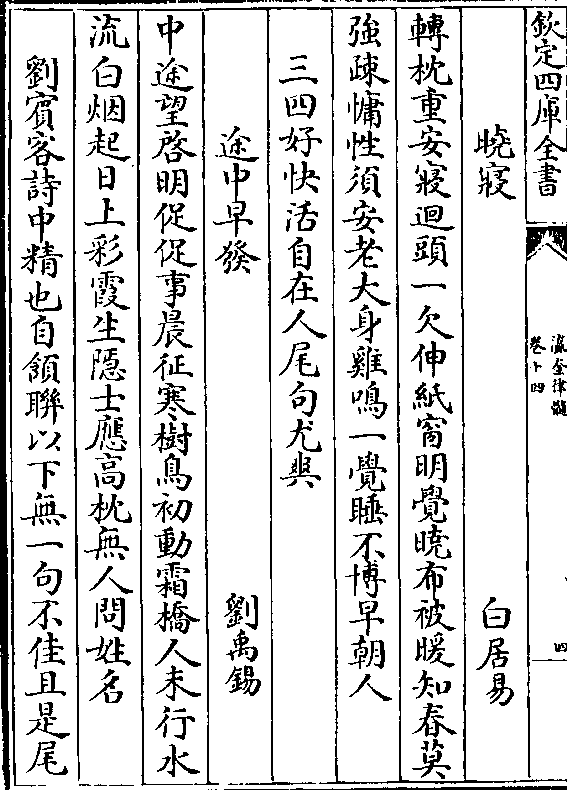 欽定四庫全書
瀛奎律髓
卷十四
四
曉寢
白居易
轉枕重安寢迴頭一欠伸紙窗明覺曉布被暖知春莫
強疎慵性須安老大身雞鳴一覺睡不博早朝人
三四好快活自在人尾句尤異
途中早發
劉禹錫
中途望啓明促促事晨征寒樹鳥初動霜橋人未行水
流白烟起日上彩霞生隱士應高枕無人問姓名
劉賓客詩中精也自頷聯以下無一句不佳且是尾